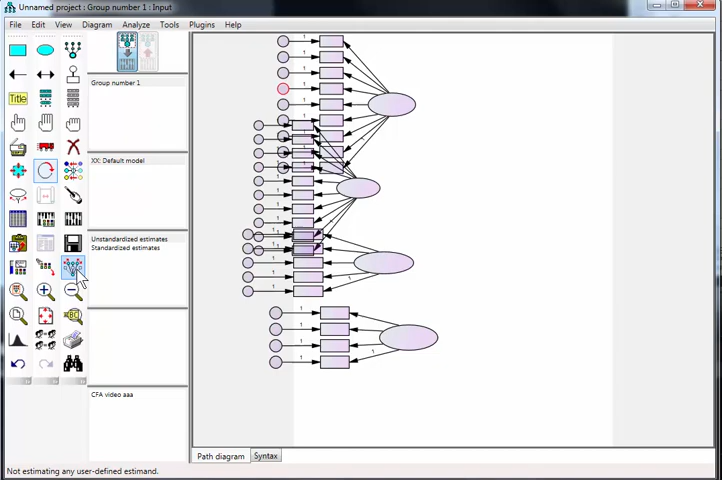 Unnamed project : Group number 1 : Input
File Edit View Diagram Analyze Tools Plugins Help
Title
Group number 1
XX: Default model
Unstandardized estimates
Standardized estimates
CFA video aaa
Path diagram Syntax
Not estimating any user-defined estimand.